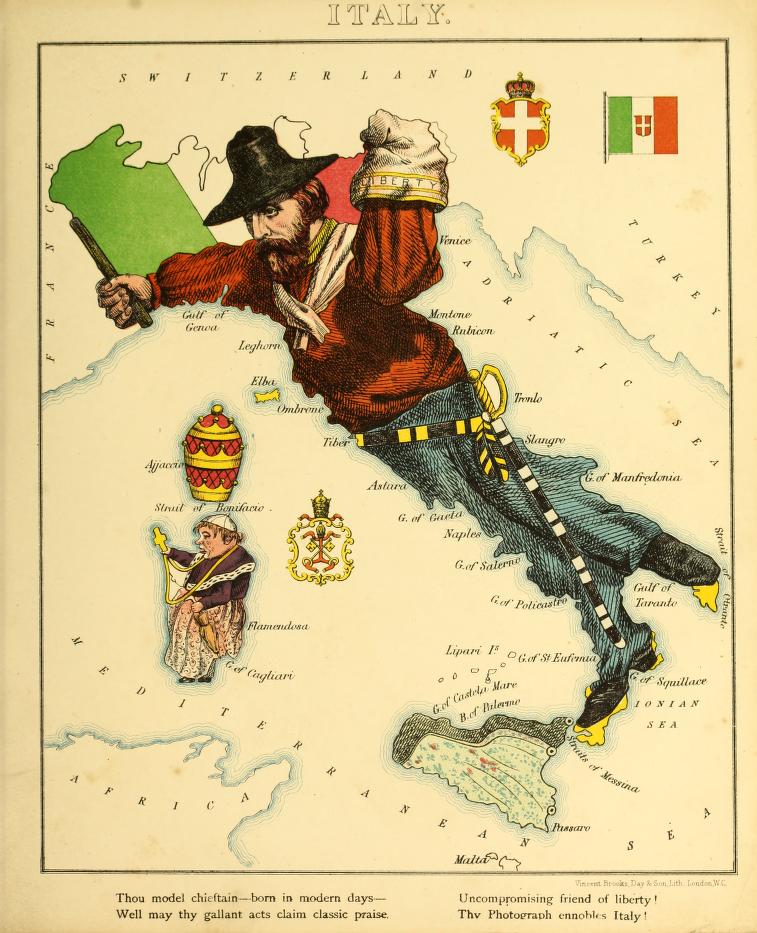 ITALY.
SWITZERLAND
FRANCE
LIBERTY
TURKEY
Venice
ADRIATIC SEA
Gulf of
Genoa
Montone
Rubicon
Leghorn
Elba
Ombrone
Tronlo
Tiber
Slangro
Ajjaccio
Astara
G. of Manfredonia
Strait of Bonifacio.
G. of Gaeta
Naples
Strait of Otranto
G. of Salerno
Gulf of
Taranto
G. of Policastro
Flamendosa
Lipari Is
G. of St Eufemia
G. of Cagliari
G. of Squillace
G. of Castela Mare
B. of Palermo
IONIAN
SEA
MEDITERRANEAN SEA
Straits of Messina
AFRICA
Passaro
Malta
Vincent Brooks, Day & Son, Lith. London, W.C.
Thou model chieftain—born in modern days—
Well may thy gallant acts claim classic praise.
Uncompromising friend of liberty!
Thy Photograph ennobles Italy!